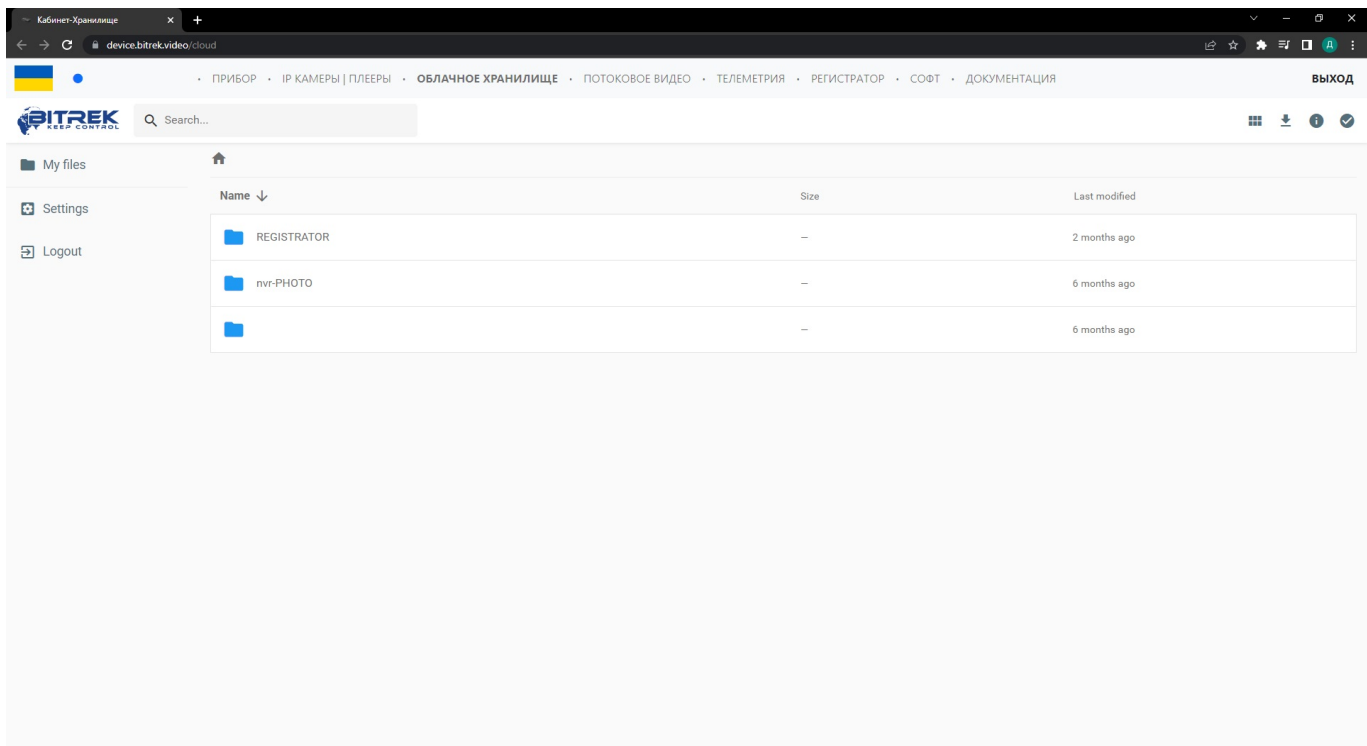 Кабинет-Хранилище
device.bitrek.video/cloud
Д
ПРИБОР • IP КАМЕРЫ | ПЛЕЕРЫ • ОБЛАЧНОЕ ХРАНИЛИЩЕ • ПОТОКОВОЕ ВИДЕО • ТЕЛЕМЕТРИЯ • РЕГИСТРАТОР • СОФТ • ДОКУМЕНТАЦИЯ
ВЫХОД
BITREK
KEEP CONTROL
Search...
My files
Settings
Logout
Name Size Last modified
REGISTRATOR – 2 months ago
nvr-PHOTO – 6 months ago
– 6 months ago